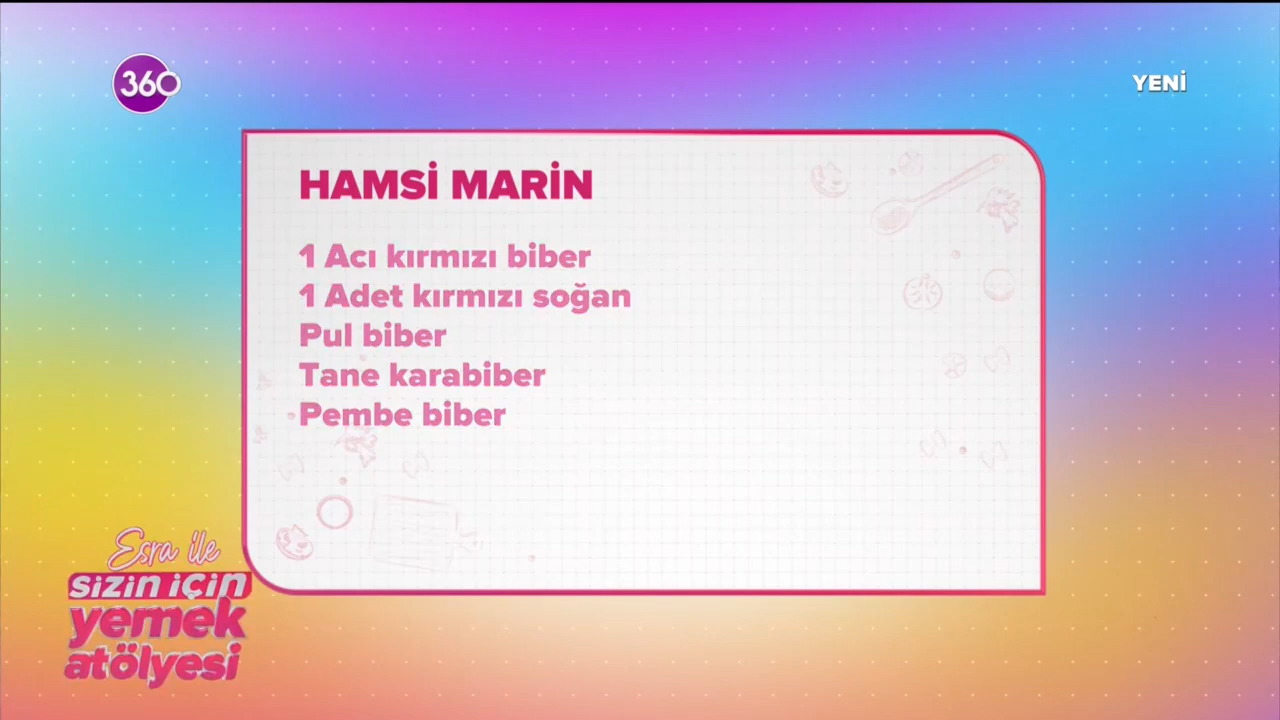 360
YENİ
HAMSİ MARİN
1 Acı kırmızı biber
1 Adet kırmızı soğan
Pul biber
Tane karabiber
Pembe biber
Esra ile
sizin için
yemek
atölyesi